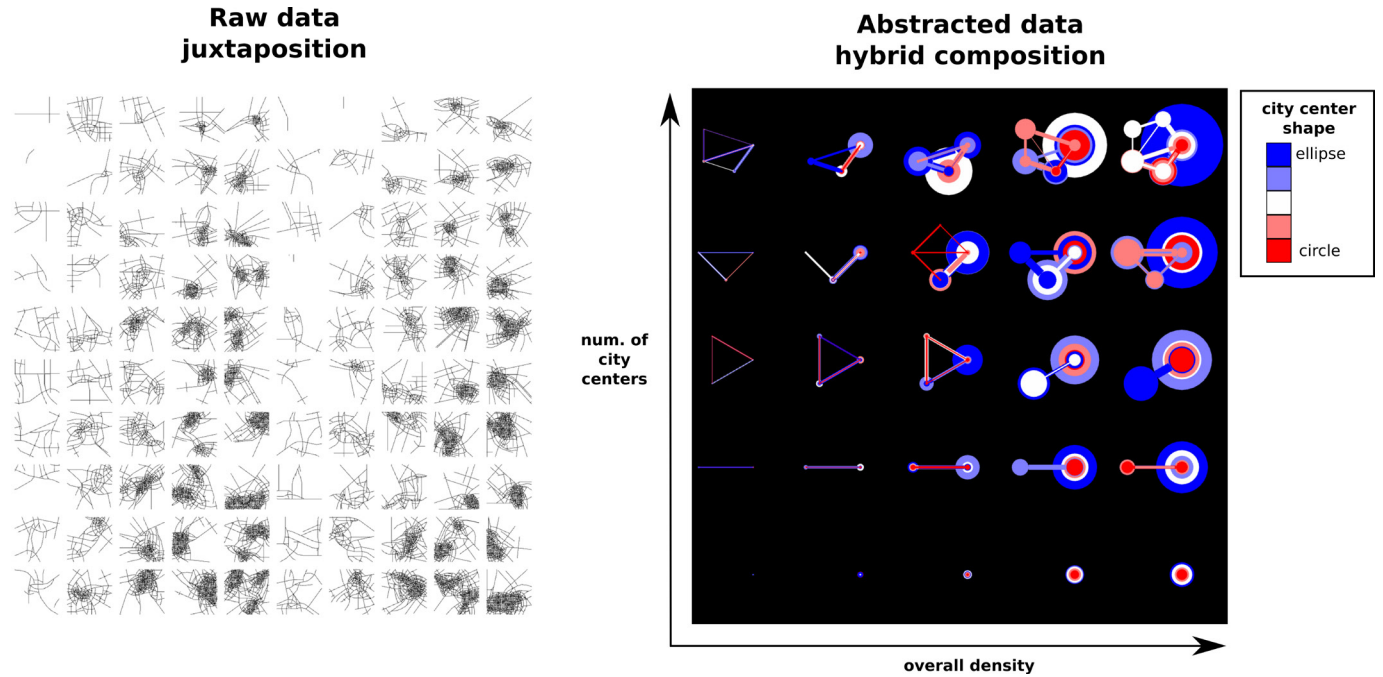 Raw data
juxtaposition
Abstracted data
hybrid composition
city center
shape
ellipse
circle
num. of
city
centers
overall density